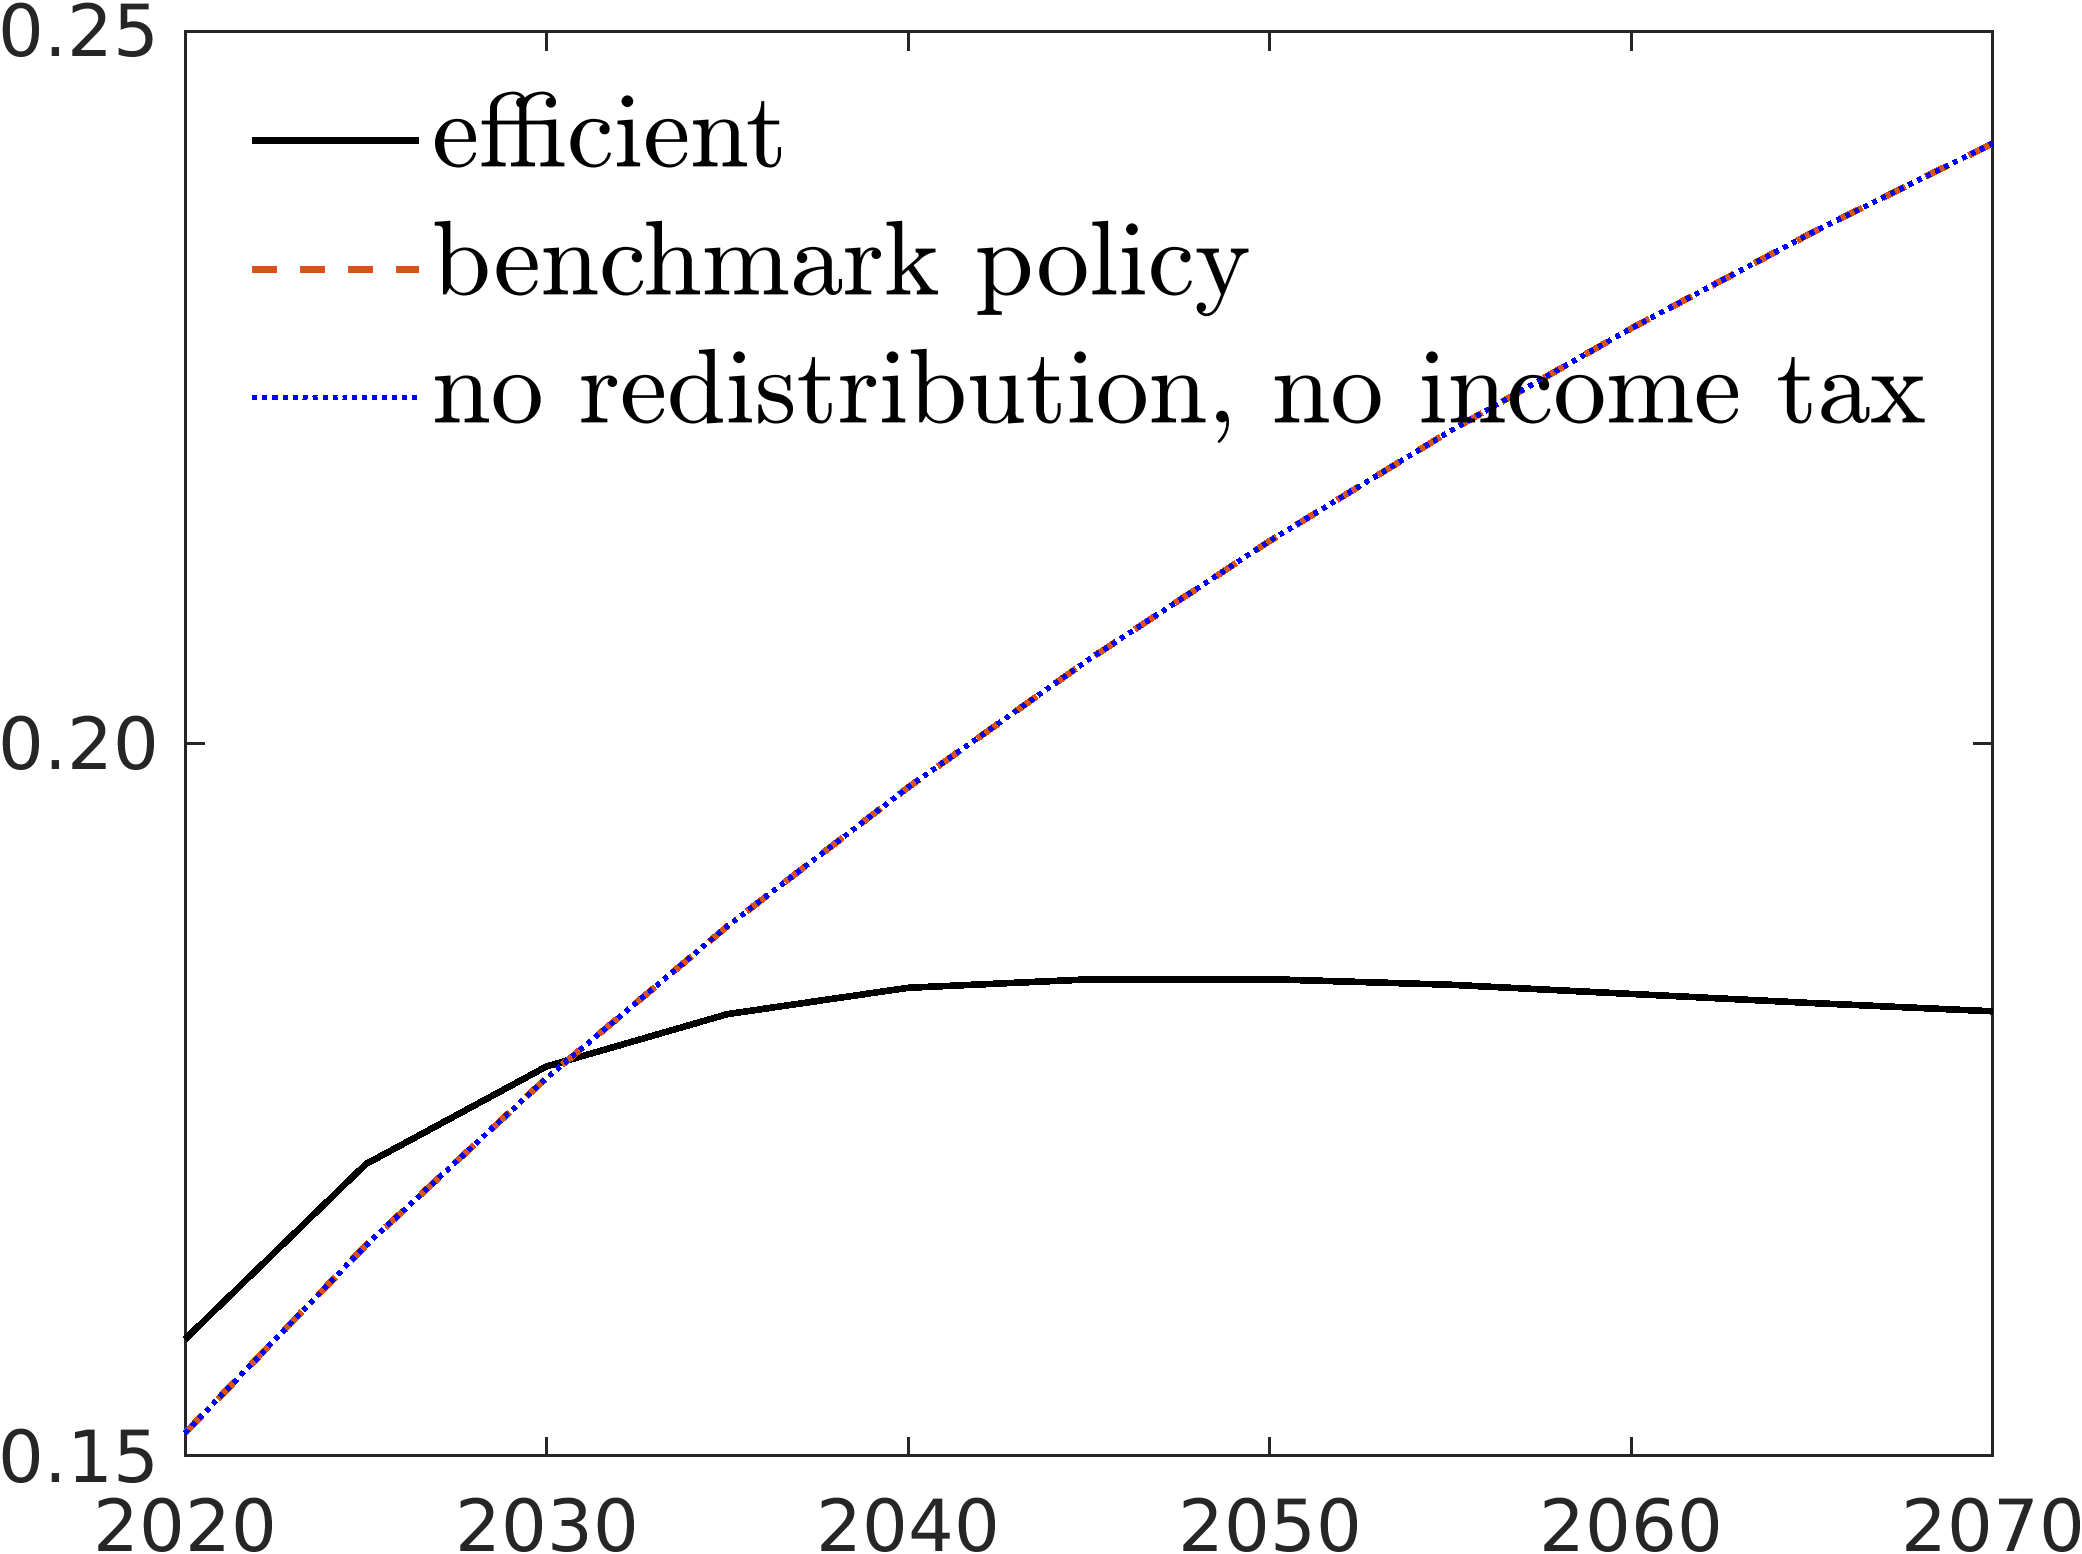 0.25
efficient
benchmark policy
no redistribution, no income tax
0.20
0.15
2020 2030 2040 2050 2060 2070